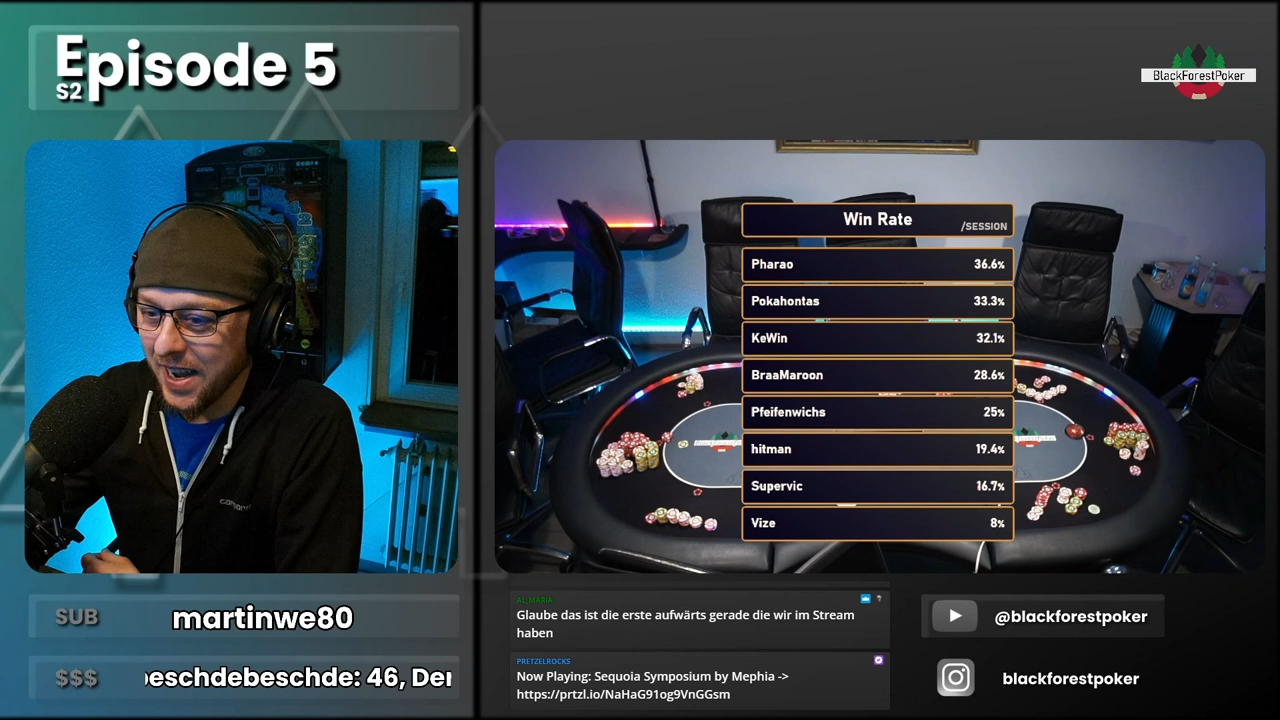 Episode 5
S2
BlackForestPoker
Win Rate
/SESSION
Pharao 36.6%
Pokahontas 33.3%
KeWin 32.1%
BraaMaroon 28.6%
Pfeifenwichs 25%
hitman 19.4%
Supervic 16.7%
Vize 8%
SUB martinwe80
$$$ eschdebeschde: 46, Der
AL_MARIA
Glaube das ist die erste aufwärts gerade die wir im Stream
haben
PRETZELROCKS
Now Playing: Sequoia Symposium by Mephia ->
https://prtzl.io/NaHaG91og9VnGGsm
@blackforestpoker
blackforestpoker